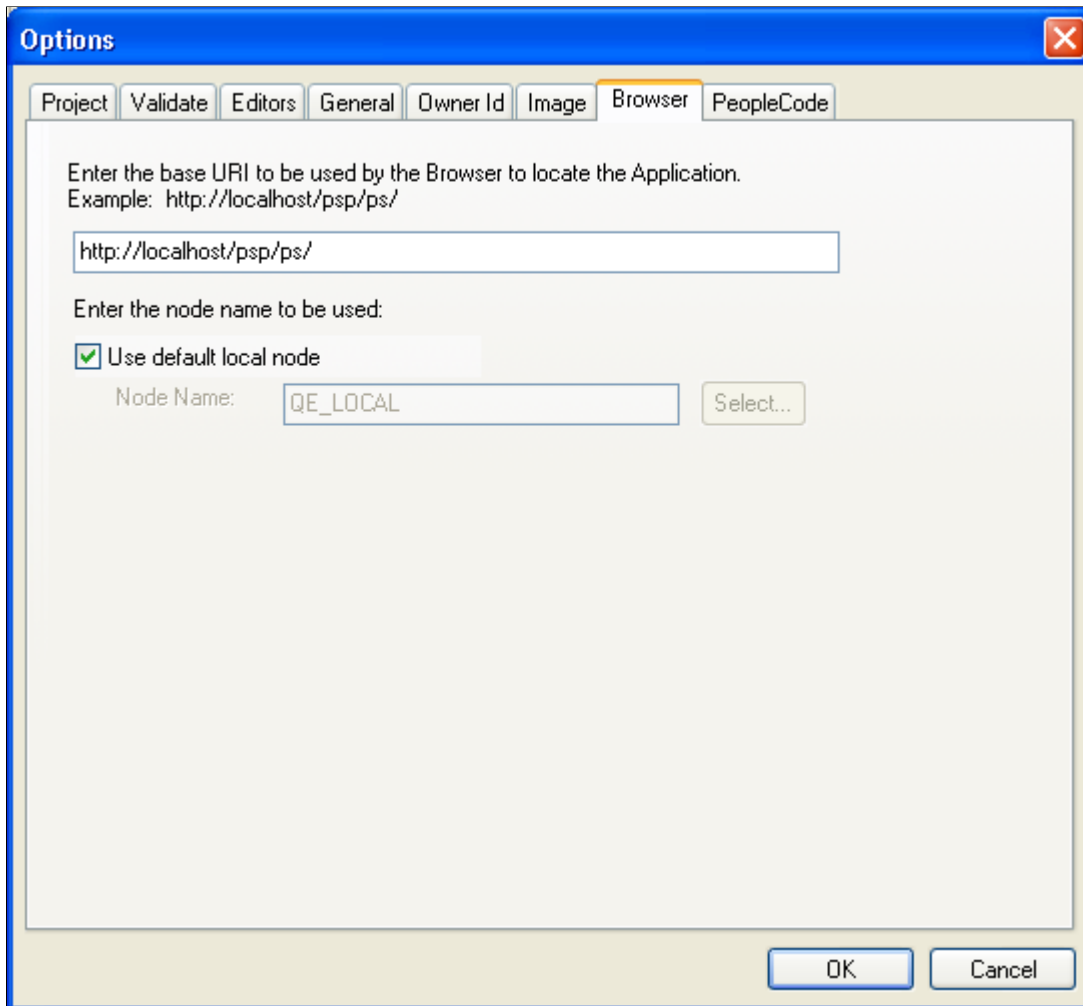 Options
Project Validate Editors General Owner Id Image Browser PeopleCode
Enter the base URI to be used by the Browser to locate the Application.
Example: http://localhost/psp/ps/
http://localhost/psp/ps/
Enter the node name to be used:
Use default local node
Node Name: QE_LOCAL Select...
OK Cancel